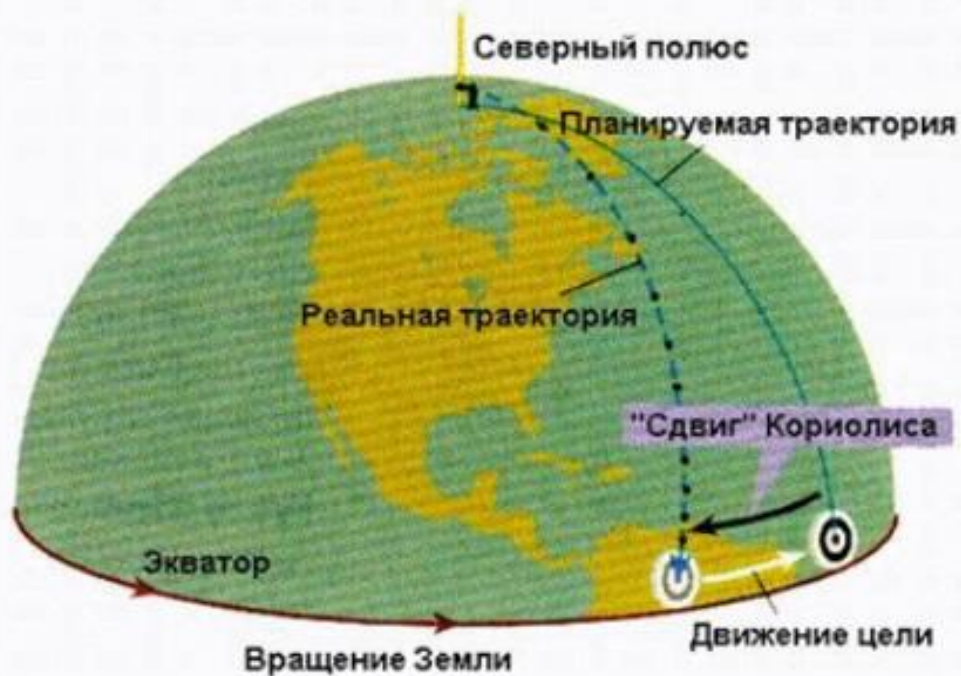 Северный полюс
Планируемая траектория
Реальная траектория
"Сдвиг" Кориолиса
Экватор
Движение цели
Вращение Земли